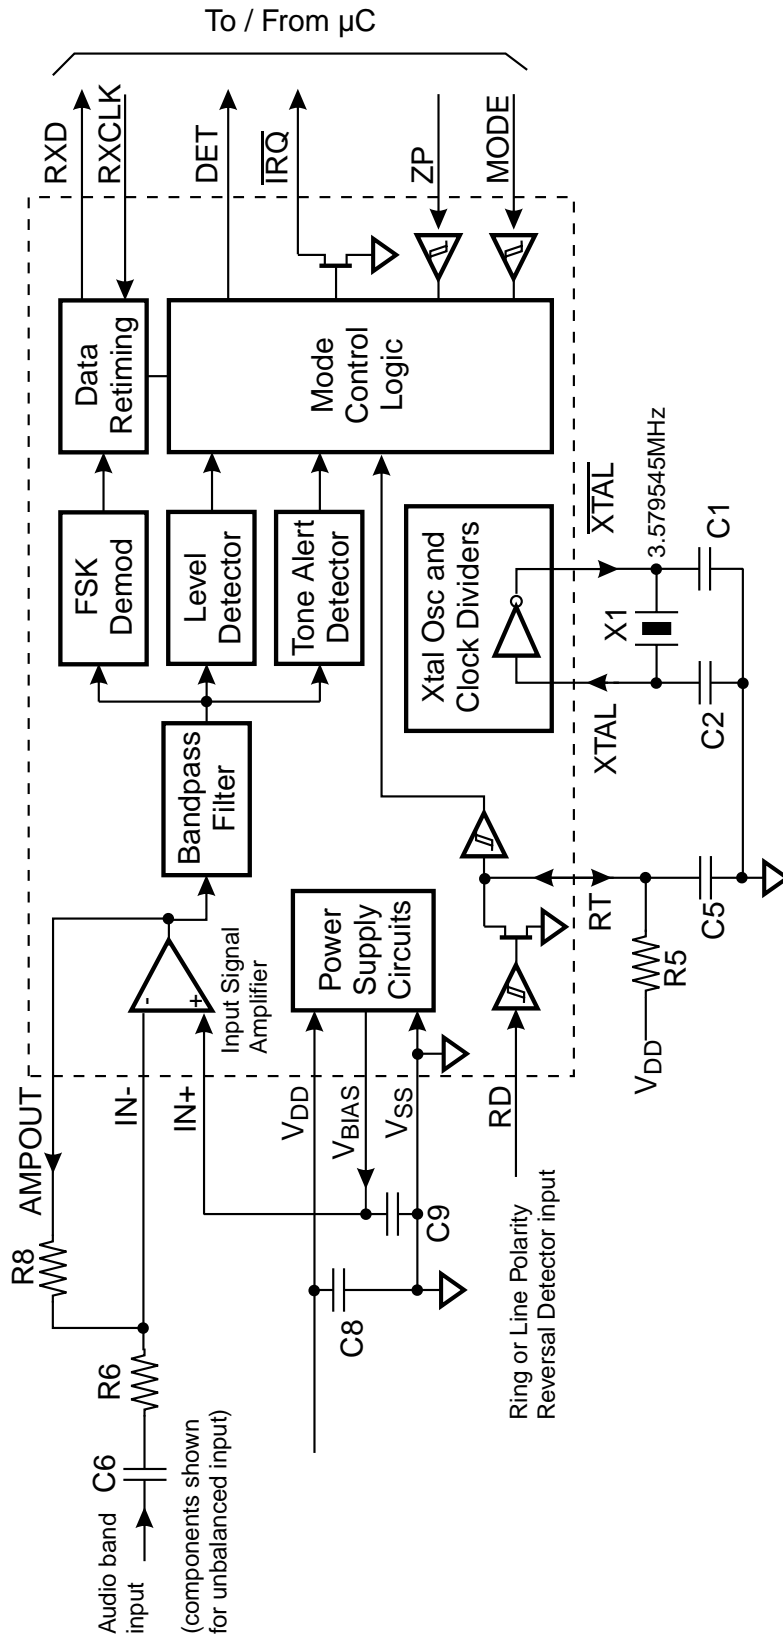 To / From µC
RXD
RXCLK
DET
IRQ
ZP
MODE
Data
Retiming
Mode
Control
Logic
FSK
Demod
Level
Detector
Tone Alert
Detector
Xtal Osc and
Clock Dividers
XTAL
3.579545MHz
X1
C1
XTAL
C2
Bandpass
Filter
Input Signal
Amplifier
-
+
Power
Supply
Circuits
RT
C5
R5
VDD
AMPOUT
IN-
IN+
VDD
VBIAS
VSS
RD
R8
R6
C6
C8
C9
Audio band
input
(components shown
for unbalanced input)
Ring or Line Polarity
Reversal Detector input